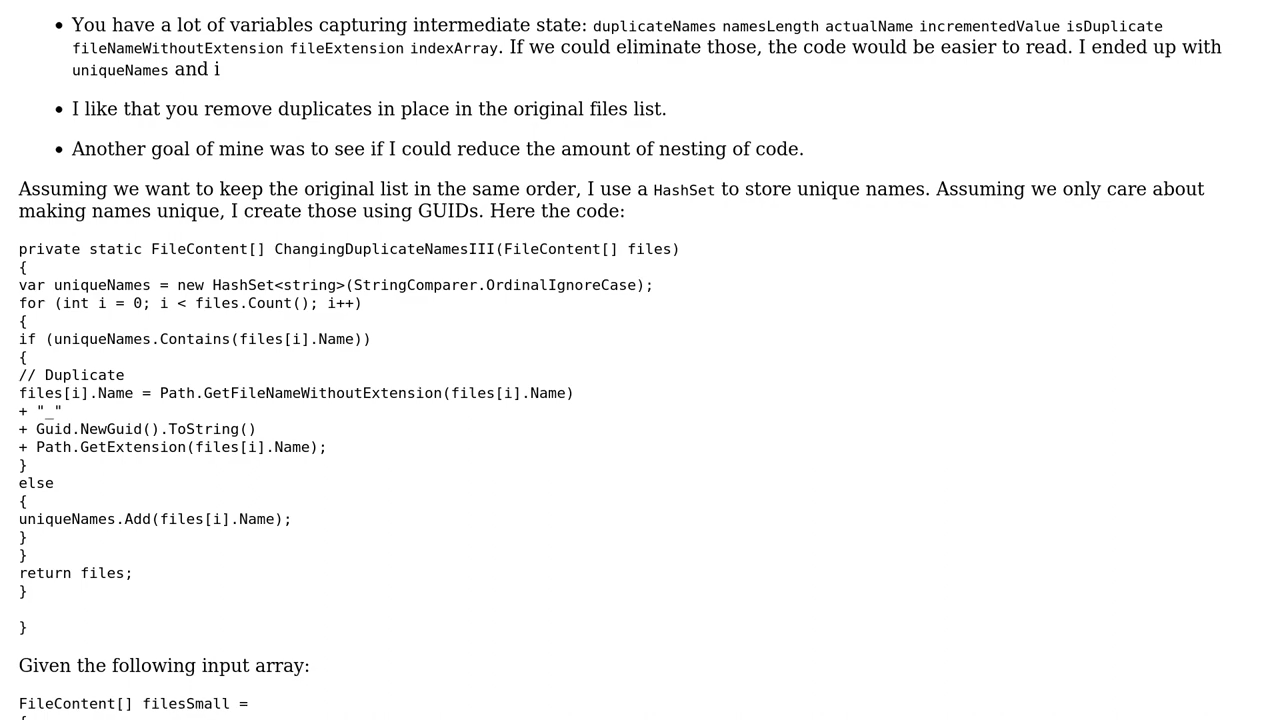 • You have a lot of variables capturing intermediate state: duplicateNames namesLength actualName incrementedValue isDuplicate
fileNameWithoutExtension fileExtension indexArray. If we could eliminate those, the code would be easier to read. I ended up with
uniqueNames and i
• I like that you remove duplicates in place in the original files list.
• Another goal of mine was to see if I could reduce the amount of nesting of code.
Assuming we want to keep the original list in the same order, I use a HashSet to store unique names. Assuming we only care about
making names unique, I create those using GUIDs. Here the code:
private static FileContent[] ChangingDuplicateNamesIII(FileContent[] files)
{
var uniqueNames = new HashSet<string>(StringComparer.OrdinalIgnoreCase);
for (int i = 0; i < files.Count(); i++)
{
if (uniqueNames.Contains(files[i].Name))
{
// Duplicate
files[i].Name = Path.GetFileNameWithoutExtension(files[i].Name)
+ "_"
+ Guid.NewGuid().ToString()
+ Path.GetExtension(files[i].Name);
}
else
{
uniqueNames.Add(files[i].Name);
}
}
return files;
}
}
Given the following input array:
FileContent[] filesSmall =
{